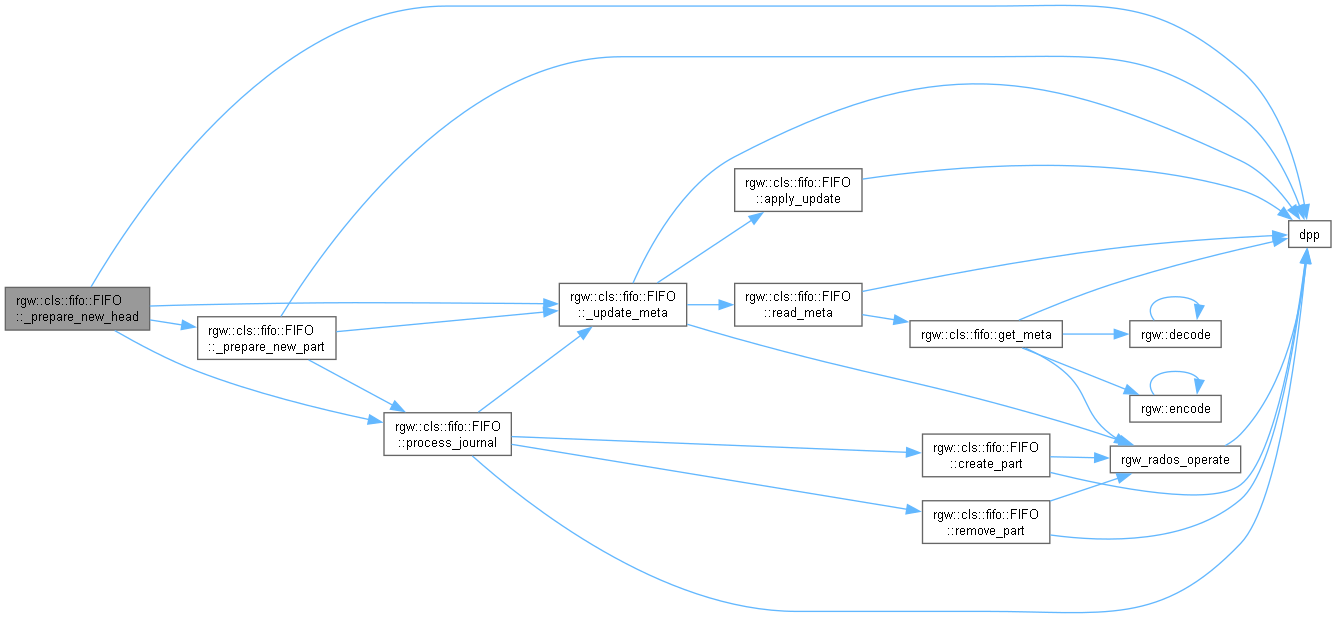 rgw::cls::fifo::FIFO
::_prepare_new_head
rgw::cls::fifo::FIFO
::_prepare_new_part
rgw::cls::fifo::FIFO
::process_journal
rgw::cls::fifo::FIFO
::_update_meta
rgw::cls::fifo::FIFO
::apply_update
rgw::cls::fifo::FIFO
::read_meta
rgw::cls::fifo::get_meta
rgw::decode
rgw::encode
rgw::cls::fifo::FIFO
::create_part
rgw::cls::fifo::FIFO
::remove_part
rgw_rados_operate
dpp